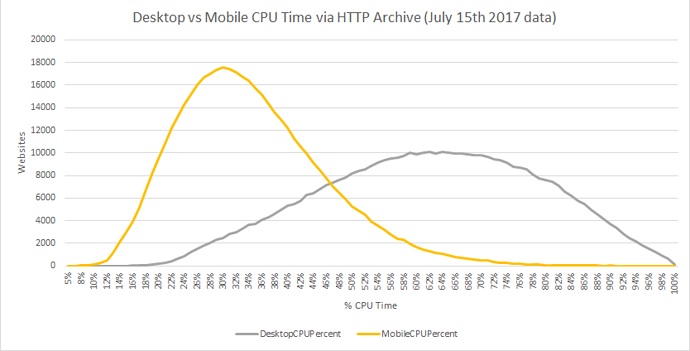 Desktop vs Mobile CPU Time via HTTP Archive (July 15th 2017 data)
20000
18000
16000
14000
12000
10000
8000
6000
4000
2000
0
Websites
5% 8% 10% 12% 14% 16% 18% 20% 22% 24% 26% 28% 30% 32% 34% 36% 38% 40% 42% 44% 46% 48% 50% 52% 54% 56% 58% 60% 62% 64% 66% 68% 70% 72% 74% 76% 78% 80% 82% 84% 86% 88% 90% 92% 94% 96% 98% 100%
% CPU Time
DesktopCPUPercent MobileCPUPercent